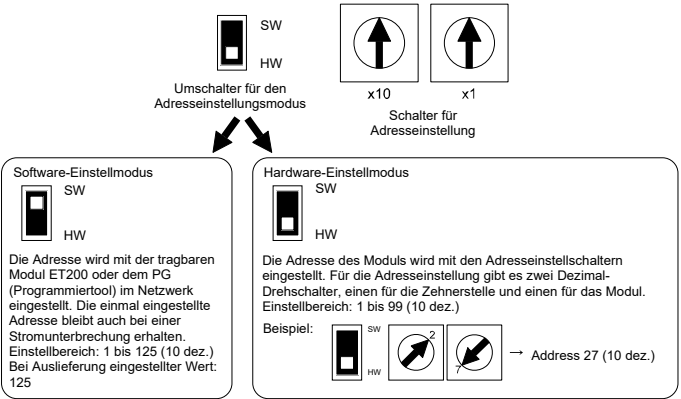 SW
HW
Umschalter für den
Adresseinstellungsmodus
x10
x1
Schalter für
Adresseinstellung
Software-Einstellmodus
SW
HW
Die Adresse wird mit der tragbaren
Modul ET200 oder dem PG
(Programmiertool) im Netzwerk
eingestellt. Die einmal eingestellte
Adresse bleibt auch bei einer
Stromunterbrechung erhalten.
Einstellbereich: 1 bis 125 (10 dez.)
Bei Auslieferung eingestellter Wert:
125
Hardware-Einstellmodus
SW
HW
Die Adresse des Moduls wird mit den Adresseinstellschaltern
eingestellt. Für die Adresseinstellung gibt es zwei Dezimal-
Drehschalter, einen für die Zehnerstelle und einen für das Modul.
Einstellbereich: 1 bis 99 (10 dez.)
Beispiel:
SW
HW
2
7
→ Address 27 (10 dez.)